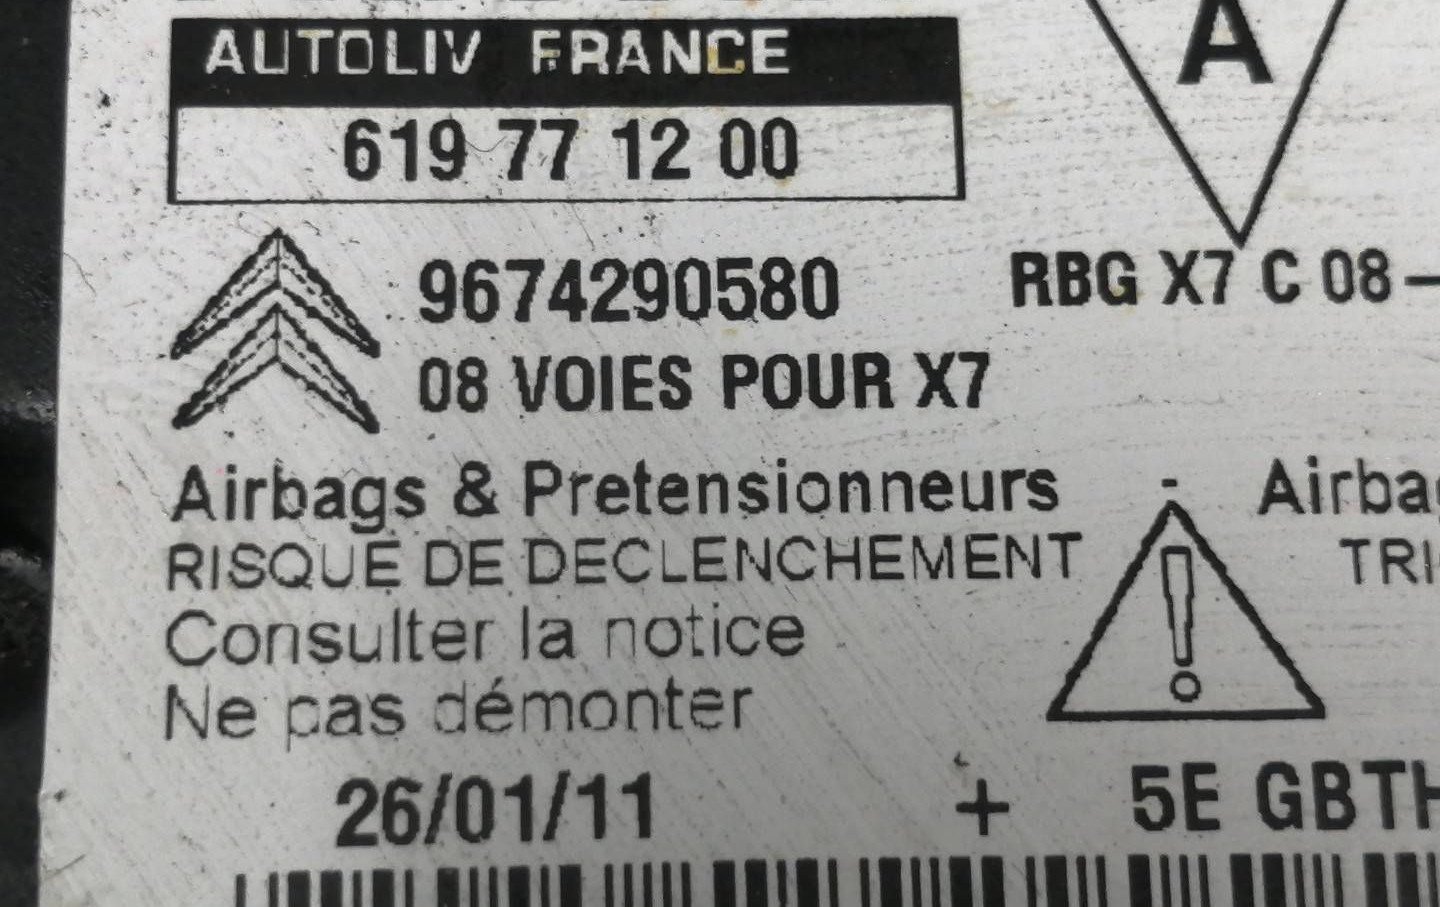 AUTOLIV FRANCE
A
619 77 12 00
9674290580
RBG X7 C 08 –
08 VOIES POUR X7
Airbags & Pretensionneurs - Airbag
RISQUE DE DECLENCHEMENT
Consulter la notice
Ne pas démonter
26/01/11 + 5E GBTH